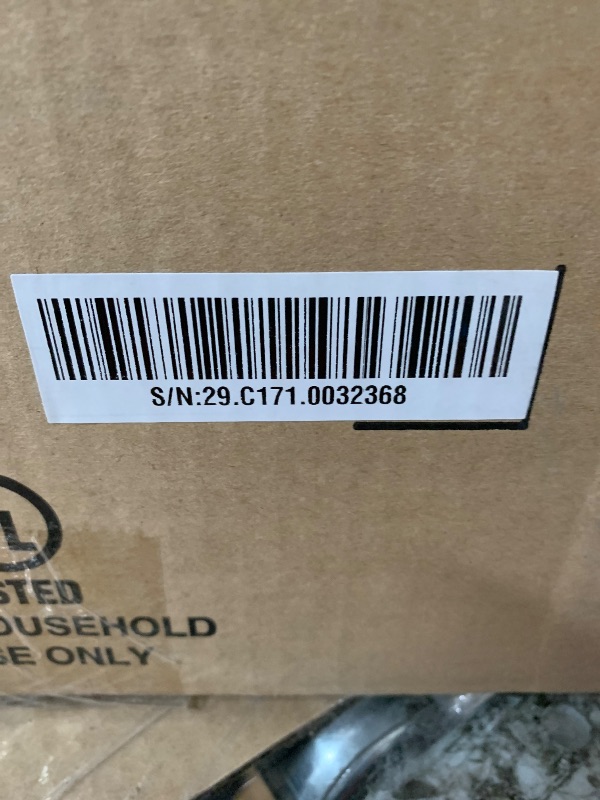 S/N:29.C171.0032368
L
STED
OUSEHOLD
SE ONLY